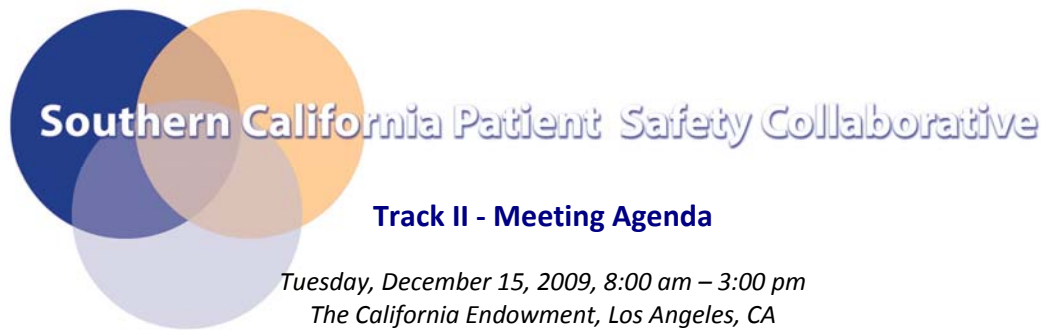 Southern California Patient Safety Collaborative
Track II - Meeting Agenda
Tuesday, December 15, 2009, 8:00 am – 3:00 pm
The California Endowment, Los Angeles, CA